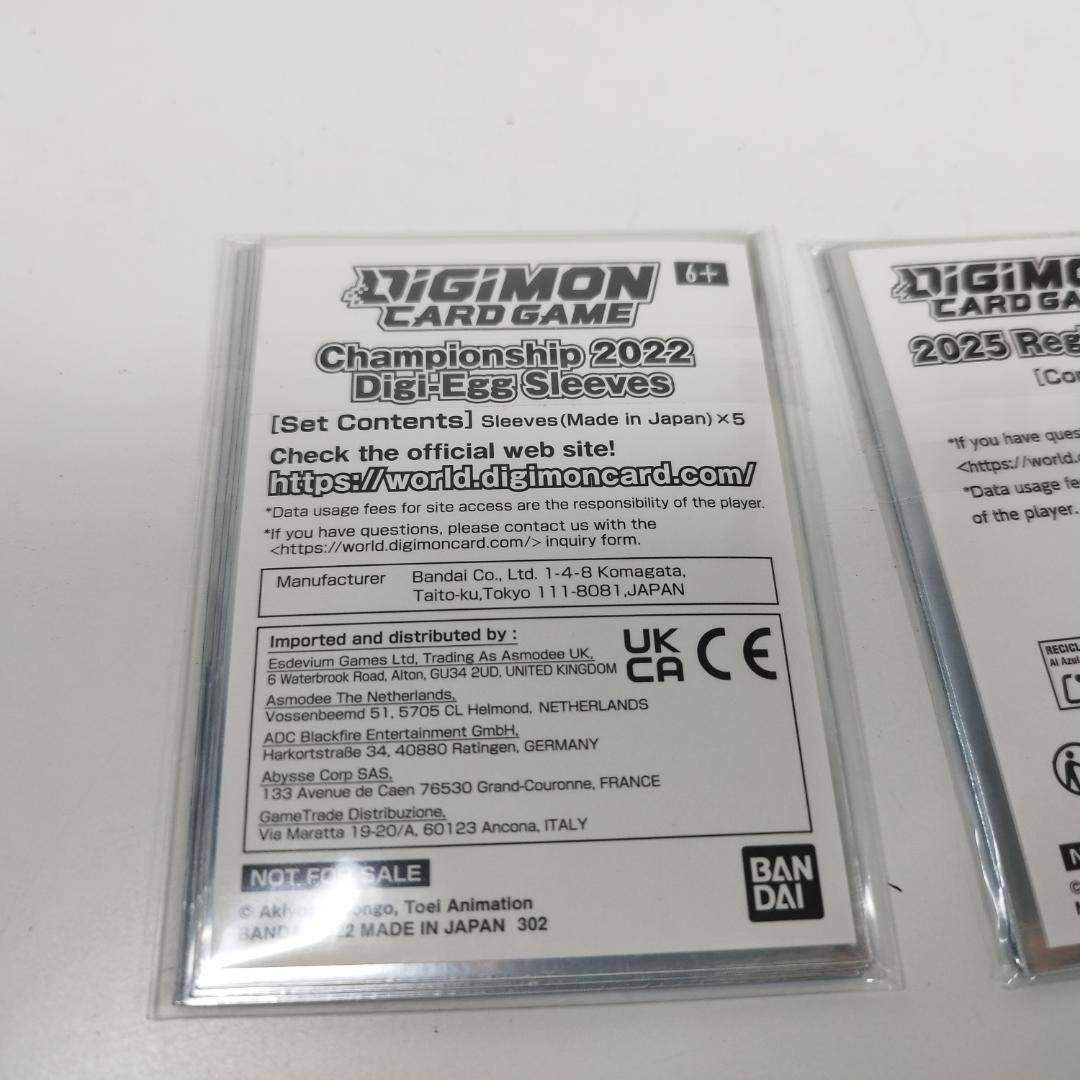 DIGIMON
CARD GAME
6+
Championship 2022
Digi-Egg Sleeves
[Set Contents] Sleeves(Made in Japan)×5
Check the official web site!
https://world.digimoncard.com/
*Data usage fees for site access are the responsibility of the player.
*If you have questions, please contact us with the
<https://world.digimoncard.com/> inquiry form.
Manufacturer Bandai Co., Ltd. 1-4-8 Komagata,
Taito-ku,Tokyo 111-8081,JAPAN
Imported and distributed by :
Esdevium Games Ltd, Trading As Asmodee UK,
6 Waterbrook Road, Alton, GU34 2UD, UNITED KINGDOM
UK
CA CE
Asmodee The Netherlands,
Vossenbeemd 51, 5705 CL Helmond, NETHERLANDS
ADC Blackfire Entertainment GmbH,
Harkortstraße 34, 40880 Ratingen, GERMANY
Abysse Corp SAS,
133 Avenue de Caen 76530 Grand-Couronne, FRANCE
GameTrade Distribuzione,
Via Maratta 19-20/A, 60123 Ancona, ITALY
NOT FOR SALE
© Hongo, Toei Animation
MADE IN JAPAN 302
BAN
DAI
DIGIMO
CARD GA
2025 Reg
[Co
*If you have ques
<https://world.
*Data usage fe
of the player.
RECICL
Al Azul